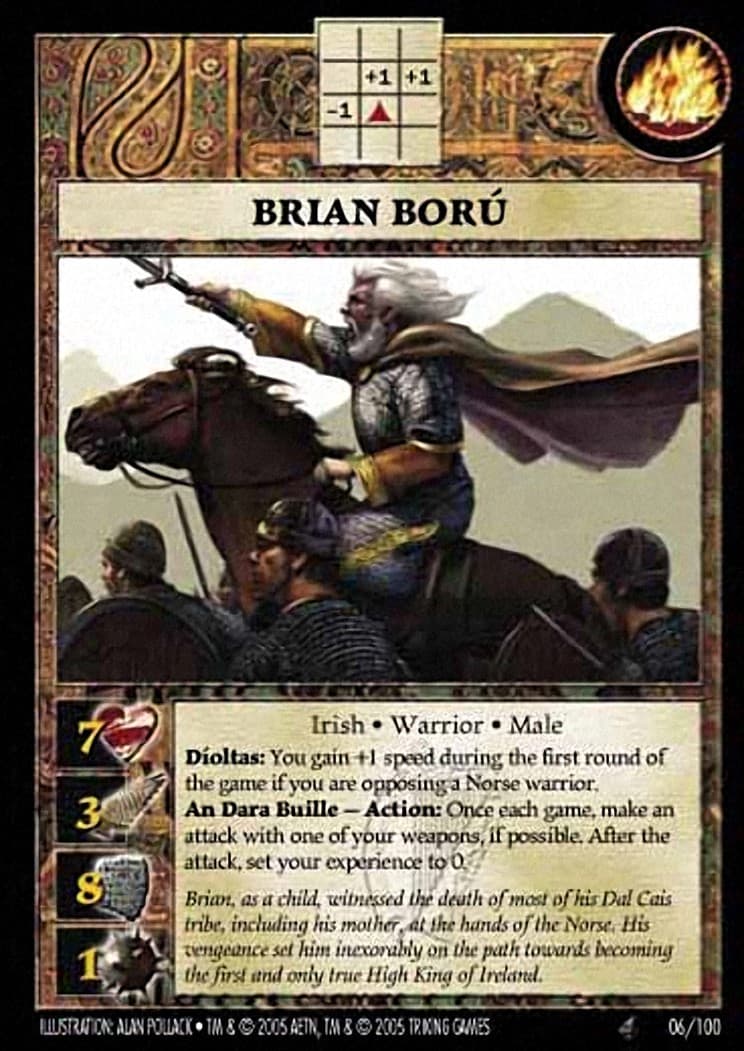 +1 +1
-1
BRIAN BORÚ
7
Irish • Warrior • Male
Díoltas: You gain +1 speed during the first round of
the game if you are opposing a Norse warrior.
3
An Dara Buille – Action: Once each game, make an
attack with one of your weapons, if possible. After the
attack, set your experience to 0.
8
Brian, as a child, witnessed the death of most of his Dal Cais
tribe, including his mother, at the hands of the Norse. His
vengeance set him inexorably on the path towards becoming
the first and only true High King of Ireland.
1
ILLUSTRATION: ALAN POLLACK • TM & © 2005 AETN, TM & © 2005 TRIKING GAMES
06/100